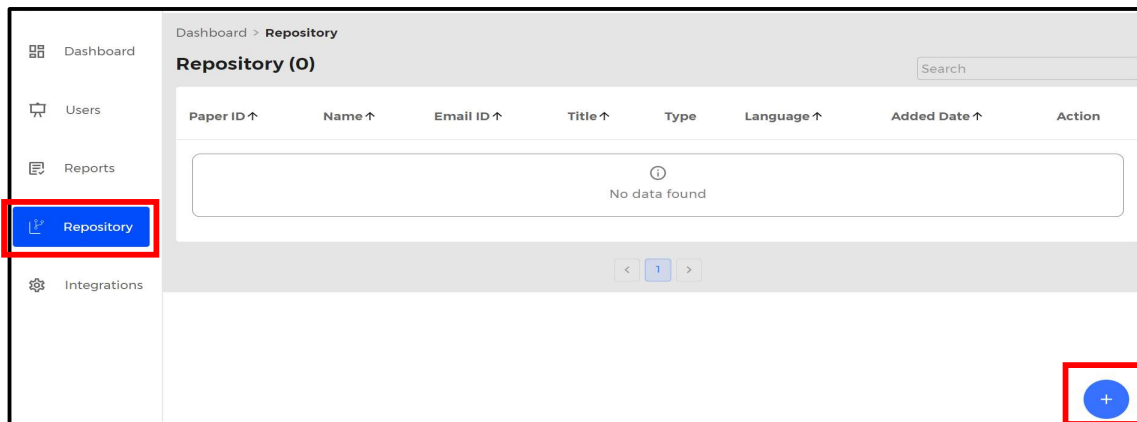 Dashboard
Users
Reports
Repository
Integrations
Dashboard > Repository
Repository (0)
Search
Paper ID↑ Name↑ Email ID↑ Title↑ Type Language↑ Added Date↑ Action
No data found
< 1 >
+